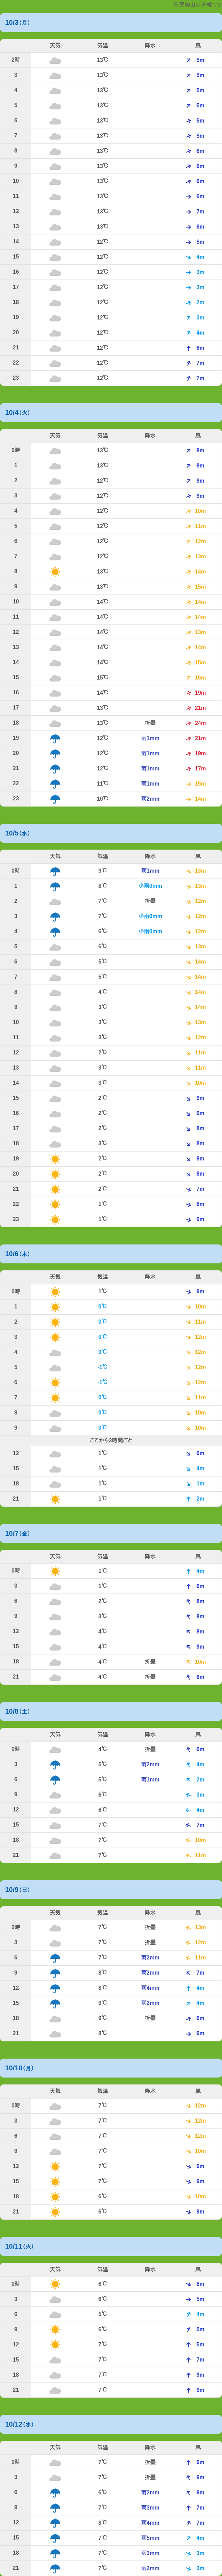 ※乗鞍山の予報です
10/3(月)
天気 気温 降水 風
2時 13℃ 5m
3 13℃ 5m
4 13℃ 5m
5 13℃ 5m
6 13℃ 5m
7 13℃ 5m
8 13℃ 6m
9 13℃ 6m
10 13℃ 6m
11 13℃ 6m
12 13℃ 7m
13 13℃ 6m
14 12℃ 5m
15 12℃ 4m
16 12℃ 3m
17 12℃ 3m
18 12℃ 2m
19 12℃ 3m
20 12℃ 4m
21 12℃ 6m
22 12℃ 7m
23 12℃ 7m
10/4(火)
天気 気温 降水 風
0時 13℃ 8m
1 13℃ 8m
2 12℃ 9m
3 12℃ 9m
4 12℃ 10m
5 12℃ 11m
6 12℃ 12m
7 12℃ 13m
8 13℃ 14m
9 13℃ 15m
10 14℃ 14m
11 14℃ 14m
12 14℃ 13m
13 14℃ 14m
14 14℃ 15m
15 15℃ 16m
16 14℃ 19m
17 13℃ 21m
18 13℃ 折曇 24m
19 12℃ 雨1mm 21m
20 12℃ 雨1mm 19m
21 12℃ 雨1mm 17m
22 11℃ 雨1mm 15m
23 10℃ 雨2mm 14m
10/5(水)
天気 気温 降水 風
0時 9℃ 雨1mm 13m
1 8℃ 小雨0mm 13m
2 7℃ 折曇 12m
3 7℃ 小雨0mm 12m
4 6℃ 小雨0mm 12m
5 6℃ 13m
6 5℃ 14m
7 5℃ 14m
8 4℃ 14m
9 3℃ 14m
10 3℃ 13m
11 3℃ 12m
12 2℃ 11m
13 3℃ 11m
14 3℃ 10m
15 2℃ 9m
16 2℃ 9m
17 2℃ 8m
18 3℃ 8m
19 2℃ 8m
20 2℃ 8m
21 2℃ 7m
22 1℃ 8m
23 1℃ 9m
10/6(木)
天気 気温 降水 風
0時 1℃ 9m
1 0℃ 10m
2 0℃ 11m
3 0℃ 12m
4 0℃ 12m
5 -1℃ 12m
6 -1℃ 12m
7 0℃ 11m
8 0℃ 10m
9 0℃ 10m
ここから3時間ごと
12 1℃ 6m
15 1℃ 4m
18 1℃ 1m
21 1℃ 2m
10/7(金)
天気 気温 降水 風
0時 1℃ 4m
3 1℃ 6m
6 2℃ 8m
9 3℃ 8m
12 4℃ 8m
15 4℃ 9m
18 4℃ 折曇 10m
21 4℃ 折曇 8m
10/8(土)
天気 気温 降水 風
0時 4℃ 折曇 6m
3 5℃ 雨2mm 4m
6 5℃ 雨1mm 2m
9 6℃ 3m
12 6℃ 4m
15 7℃ 7m
18 7℃ 10m
21 7℃ 11m
10/9(日)
天気 気温 降水 風
0時 7℃ 折曇 13m
3 7℃ 折曇 12m
6 7℃ 雨2mm 11m
9 8℃ 雨2mm 7m
12 8℃ 雨4mm 4m
15 9℃ 雨2mm 4m
18 9℃ 折曇 6m
21 8℃ 9m
10/10(月)
天気 気温 降水 風
0時 7℃ 12m
3 7℃ 12m
6 7℃ 12m
9 7℃ 10m
12 7℃ 9m
15 7℃ 9m
18 6℃ 10m
21 6℃ 9m
10/11(火)
天気 気温 降水 風
0時 6℃ 8m
3 6℃ 5m
6 5℃ 4m
9 6℃ 5m
12 7℃ 5m
15 7℃ 7m
18 7℃ 9m
21 7℃ 9m
10/12(水)
天気 気温 降水 風
0時 7℃ 折曇 9m
3 7℃ 折曇 9m
6 6℃ 雨2mm 9m
9 7℃ 雨3mm 7m
12 8℃ 雨4mm 7m
15 7℃ 雨5mm 4m
18 7℃ 雨3mm 3m
21 7℃ 雨2mm 3m